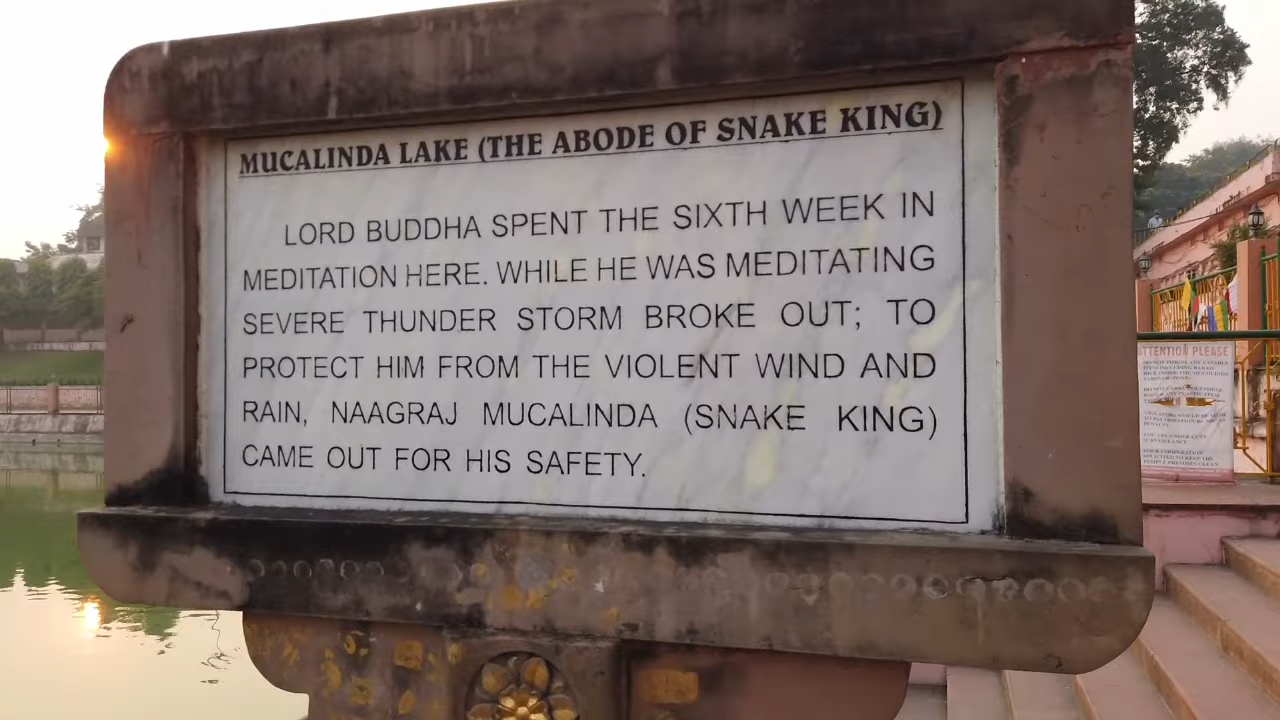 MUCALINDA LAKE (THE ABODE OF SNAKE KING)
LORD BUDDHA SPENT THE SIXTH WEEK IN
MEDITATION HERE. WHILE HE WAS MEDITATING
SEVERE THUNDER STORM BROKE OUT; TO
PROTECT HIM FROM THE VIOLENT WIND AND
RAIN, NAAGRAJ MUCALINDA (SNAKE KING)
CAME OUT FOR HIS SAFETY.
ATTENTION PLEASE